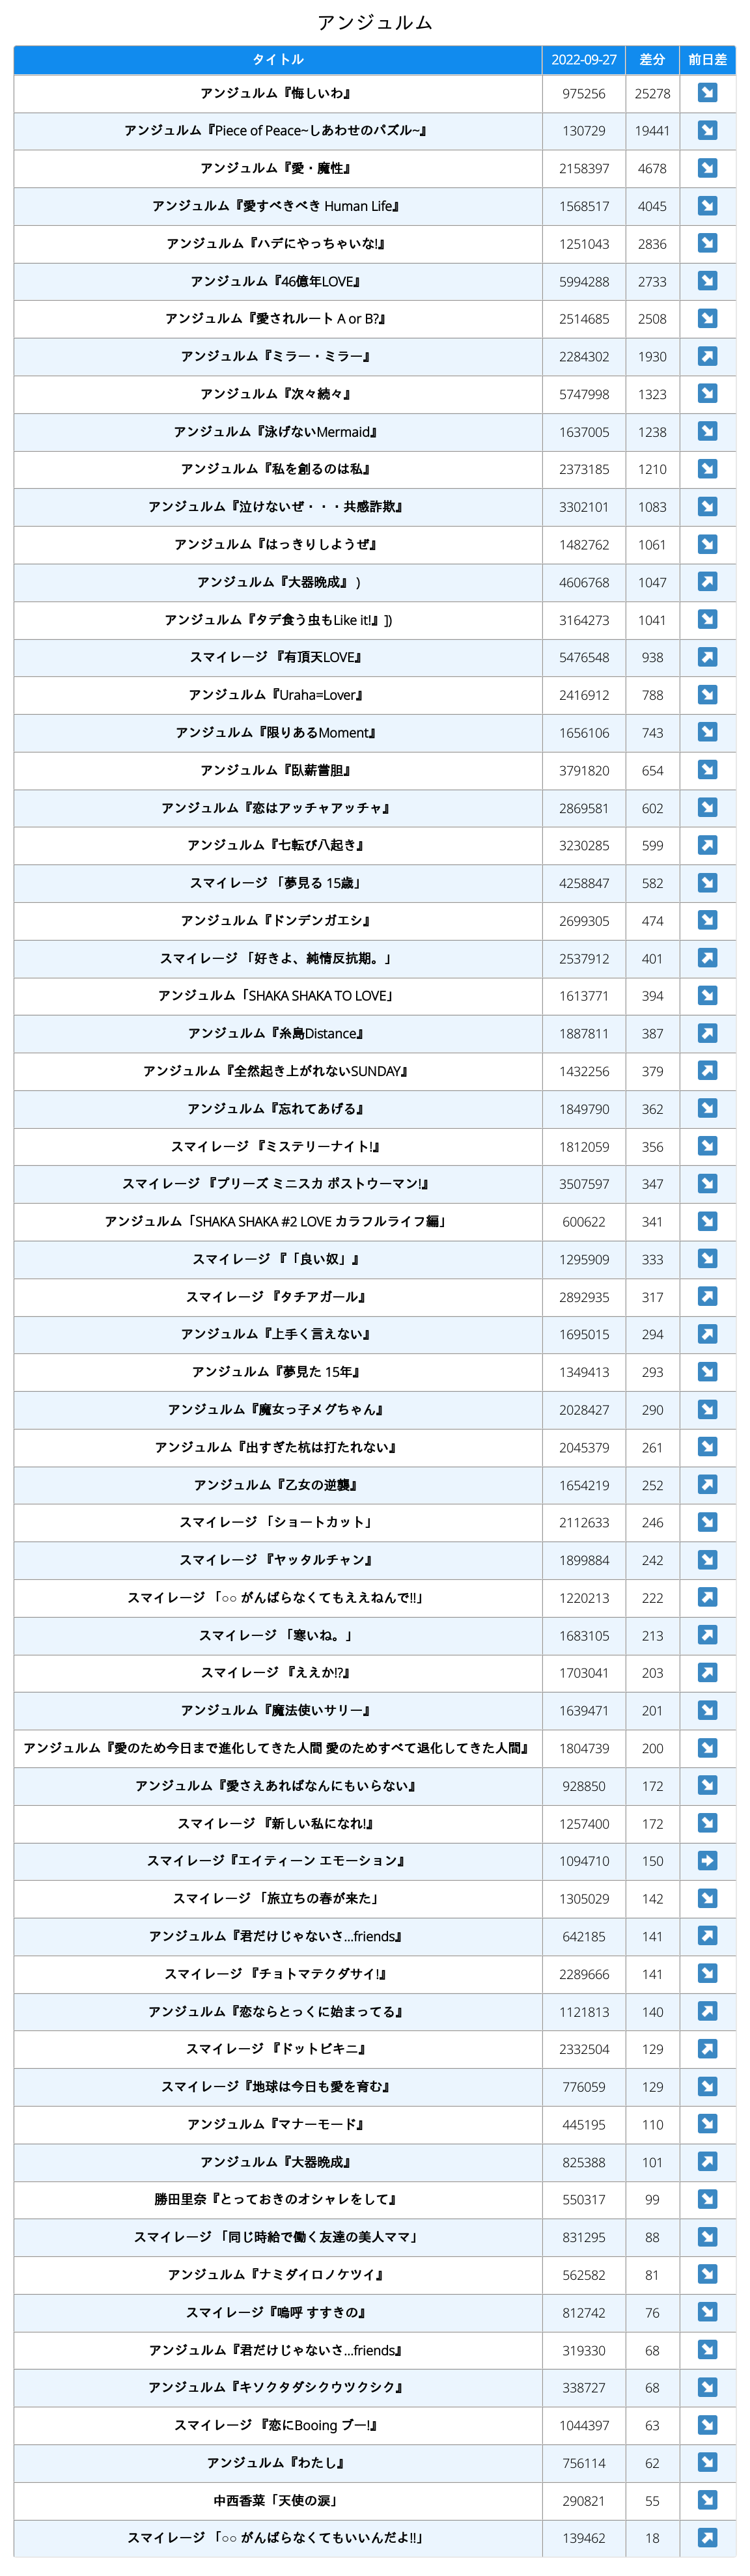 アンジュルム
タイトル 2022-09-27 差分 前日差
アンジュルム『悔しいわ』 975256 25278 ↘
アンジュルム『Piece of Peace~しあわせのパズル~』 130729 19441 ↘
アンジュルム『愛・魔性』 2158397 4678 ↘
アンジュルム『愛すべきべき Human Life』 1568517 4045 ↘
アンジュルム『ハデにやっちゃいな!』 1251043 2836 ↘
アンジュルム『46億年LOVE』 5994288 2733 ↘
アンジュルム『愛されルート A or B?』 2514685 2508 ↘
アンジュルム『ミラー・ミラー』 2284302 1930 ↗
アンジュルム『次々続々』 5747998 1323 ↘
アンジュルム『泳げないMermaid』 1637005 1238 ↘
アンジュルム『私を創るのは私』 2373185 1210 ↘
アンジュルム『泣けないぜ・・・共感詐欺』 3302101 1083 ↘
アンジュルム『はっきりしようぜ』 1482762 1061 ↘
アンジュルム『大器晩成』 ) 4606768 1047 ↗
アンジュルム『タデ食う虫もLike it!』]) 3164273 1041 ↘
スマイレージ 『有頂天LOVE』 5476548 938 ↗
アンジュルム『Uraha=Lover』 2416912 788 ↘
アンジュルム『限りあるMoment』 1656106 743 ↘
アンジュルム『臥薪嘗胆』 3791820 654 ↘
アンジュルム『恋はアッチャアッチャ』 2869581 602 ↘
アンジュルム『七転び八起き』 3230285 599 ↗
スマイレージ 「夢見る 15歳」 4258847 582 ↘
アンジュルム『ドンデンガエシ』 2699305 474 ↘
スマイレージ 「好きよ、純情反抗期。」 2537912 401 ↗
アンジュルム「SHAKA SHAKA TO LOVE」 1613771 394 ↘
アンジュルム『糸島Distance』 1887811 387 ↗
アンジュルム『全然起き上がれないSUNDAY』 1432256 379 ↗
アンジュルム『忘れてあげる』 1849790 362 ↘
スマイレージ 『ミステリーナイト!』 1812059 356 ↘
スマイレージ 『プリーズ ミニスカ ポストウーマン!』 3507597 347 ↘
アンジュルム「SHAKA SHAKA #2 LOVE カラフルライフ編」 600622 341 ↘
スマイレージ 『「良い奴」』 1295909 333 ↘
スマイレージ 『タチアガール』 2892935 317 ↗
アンジュルム『上手く言えない』 1695015 294 ↗
アンジュルム『夢見た 15年』 1349413 293 ↘
アンジュルム『魔女っ子メグちゃん』 2028427 290 ↘
アンジュルム『出すぎた杭は打たれない』 2045379 261 ↘
アンジュルム『乙女の逆襲』 1654219 252 ↗
スマイレージ 「ショートカット」 2112633 246 ↘
スマイレージ 『ヤッタルチャン』 1899884 242 ↘
スマイレージ 「○○ がんばらなくてもええねんで!!」 1220213 222 ↗
スマイレージ 「寒いね。」 1683105 213 ↗
スマイレージ 『ええか!?』 1703041 203 ↗
アンジュルム『魔法使いサリー』 1639471 201 ↘
アンジュルム『愛のため今日まで進化してきた人間 愛のためすべて退化してきた人間』 1804739 200 ↘
アンジュルム『愛さえあればなんにもいらない』 928850 172 ↘
スマイレージ 『新しい私になれ!』 1257400 172 ↘
スマイレージ『エイティーン エモーション』 1094710 150 →
スマイレージ 「旅立ちの春が来た」 1305029 142 ↘
アンジュルム『君だけじゃないさ...friends』 642185 141 ↗
スマイレージ 『チョトマテクダサイ!』 2289666 141 ↘
アンジュルム『恋ならとっくに始まってる』 1121813 140 ↗
スマイレージ 『ドットビキニ』 2332504 129 ↗
スマイレージ『地球は今日も愛を育む』 776059 129 ↘
アンジュルム『マナーモード』 445195 110 ↘
アンジュルム『大器晩成』 825388 101 ↗
勝田里奈『とっておきのオシャレをして』 550317 99 ↘
スマイレージ 「同じ時給で働く友達の美人ママ」 831295 88 ↘
アンジュルム『ナミダイロノケツイ』 562582 81 ↘
スマイレージ『嗚呼 すすきの』 812742 76 ↘
アンジュルム『君だけじゃないさ...friends』 319330 68 ↘
アンジュルム『キソクタダシクウツクシク』 338727 68 ↘
スマイレージ 『恋にBooing ブー!』 1044397 63 ↘
アンジュルム『わたし』 756114 62 ↘
中西香菜「天使の涙」 290821 55 ↘
スマイレージ 「○○ がんばらなくてもいいんだよ!!」 139462 18 ↗